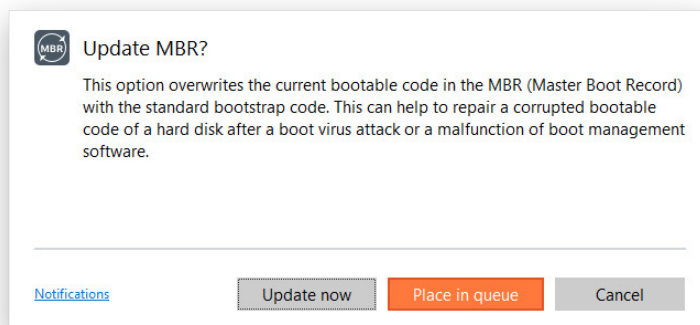 MBR
Update MBR?
This option overwrites the current bootable code in the MBR (Master Boot Record)
with the standard bootstrap code. This can help to repair a corrupted bootable
code of a hard disk after a boot virus attack or a malfunction of boot management
software.
Notifications
Update now
Place in queue
Cancel